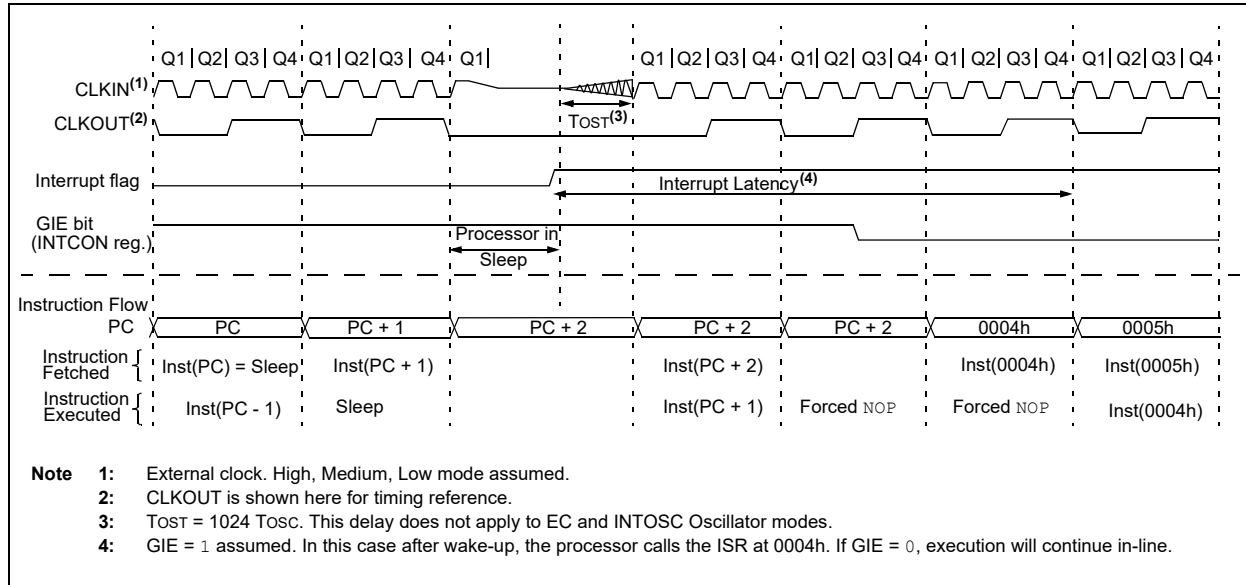 Q1 Q2 Q3 Q4 Q1 Q2 Q3 Q4 Q1 Q1 Q2 Q3 Q4 Q1 Q2 Q3 Q4 Q1 Q2 Q3 Q4 Q1 Q2 Q3 Q4
CLKIN(1)
CLKOUT(2)
TOST(3)
Interrupt flag
Interrupt Latency(4)
GIE bit
(INTCON reg.)
Processor in
Sleep
Instruction Flow
PC PC PC + 1 PC + 2 PC + 2 PC + 2 0004h 0005h
Instruction
Fetched
Inst(PC) = Sleep Inst(PC + 1) Inst(PC + 2) Inst(0004h) Inst(0005h)
Instruction
Executed
Inst(PC - 1) Sleep Inst(PC + 1) Forced NOP Forced NOP Inst(0004h)
Note 1: External clock. High, Medium, Low mode assumed.
2: CLKOUT is shown here for timing reference.
3: TOST = 1024 TOSC. This delay does not apply to EC and INTOSC Oscillator modes.
4: GIE = 1 assumed. In this case after wake-up, the processor calls the ISR at 0004h. If GIE = 0, execution will continue in-line.